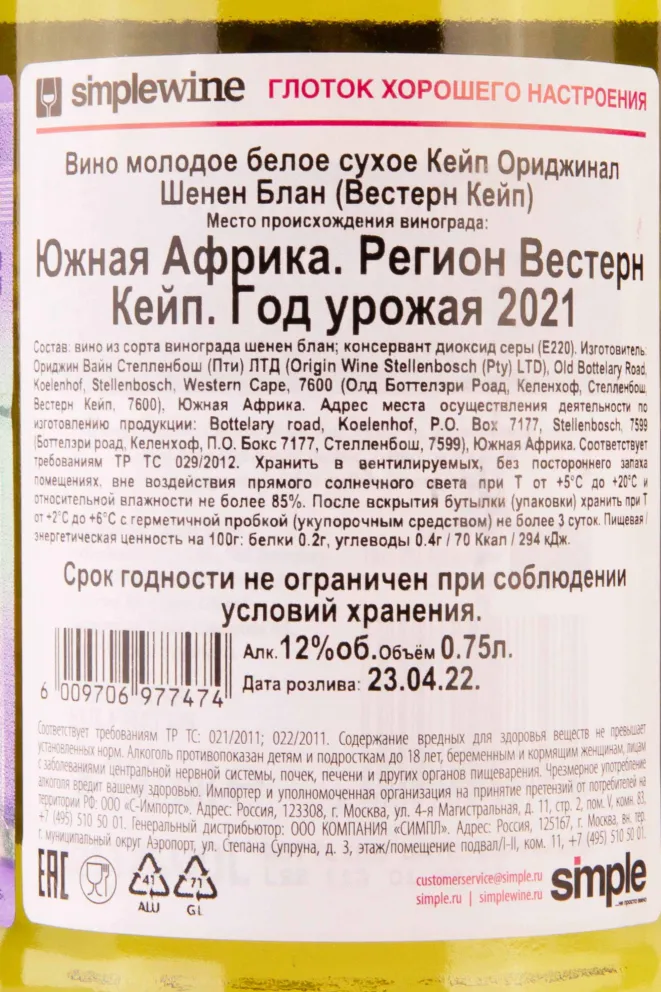 simplewine ГЛОТОК ХОРОШЕГО НАСТРОЕНИЯ
Вино молодое белое сухое Кейп Ориджинал
Шенен Блан (Вестерн Кейп)
Место происхождения винограда:
Южная Африка. Регион Вестерн
Кейп. Год урожая 2021
Состав: вино из сорта винограда шенен блан; консервант диоксид серы (Е220). Изготовитель:
Ориджин Вайн Стелленбош (Пти) ЛТД (Origin Wine Stellenbosch (Pty) LTD), Old Bottelary Road,
Koelenhof, Stellenbosch, Western Cape, 7600 (Олд Боттелэри Роад, Келенхоф, Стелленбош,
Вестерн Кейп, 7600), Южная Африка. Адрес места осуществления деятельности по
изготовлению продукции: Bottelary road, Koelenhof, P.O. Box 7177, Stellenbosch, 7599
(Боттелэри роад, Келенхоф, П.О. Бокс 7177, Стелленбош, 7599), Южная Африка. Соответствует
требованиям ТР ТС 029/2012. Хранить в вентилируемых, без постороннего запаха
помещениях, вне воздействия прямого солнечного света при Т от +5°С до +20°С и
относительной влажности не более 85%. После вскрытия бутылки (упаковки) хранить при Т
от +2°С до +6°С с герметичной пробкой (укупорочным средством) не более 3 суток. Пищевая /
энергетическая ценность на 100г: белки 0.2г, углеводы 0.4г / 70 Ккал / 294 кДж.
Срок годности не ограничен при соблюдении
условий хранения.
Алк. 12%об. Объём 0.75л.
Дата розлива: 23.04.22.
6 009706 977474
Соответствует требованиям ТР ТС: 021/2011; 022/2011. Содержание вредных для здоровья веществ не превышает
установленных норм. Алкоголь противопоказан детям и подросткам до 18 лет, беременным и кормящим женщинам, лицам
с заболеваниями центральной нервной системы, почек, печени и других органов пищеварения. Чрезмерное употребление
алкоголя вредит вашему здоровью. Импортер и уполномоченная организация на принятие претензий от потребителей на
территории РФ: ООО «С-Импортс». Адрес: Россия, 123308, г. Москва, ул. 4-я Магистральная, д. 11, стр. 2, пом. V, комн. 83,
+7 (495) 510 50 01. Генеральный дистрибьютор: ООО КОМПАНИЯ «СИМПЛ». Адрес: Россия, 125167, г. Москва, вн. тер.
г. муниципальный округ Аэропорт, ул. Степана Супруна, д. 3, этаж/помещение подвал/I-II, ком. 11, +7 (495) 510 50 01.
EAC
41
ALU
71
GL
customerservice@simple.ru
simple.ru | simplewine.ru
simple
...не просто вино